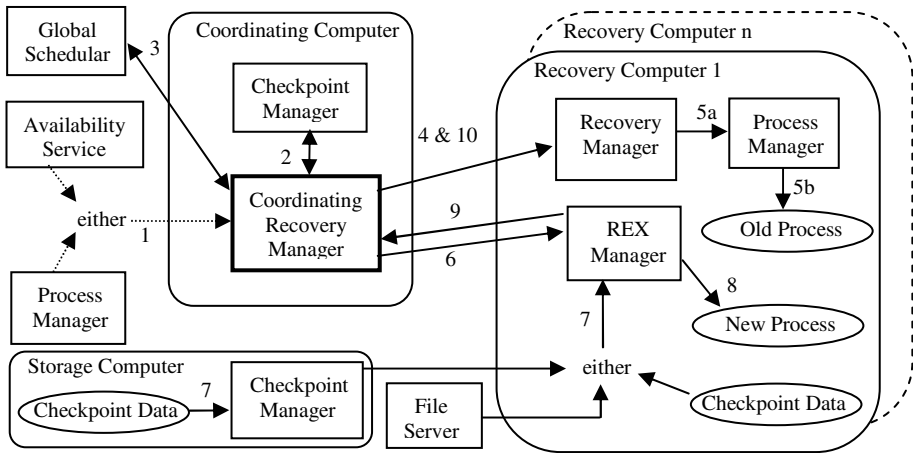 Global
Schedular
3
Coordinating Computer
Recovery Computer n
Recovery Computer 1
Checkpoint
Manager
Availability
Service
2
4 & 10
Recovery
Manager
5a
Process
Manager
5b
either
1
Coordinating
Recovery
Manager
9
6
REX
Manager
Old Process
Process
Manager
7
8
New Process
Storage Computer
Checkpoint Data
7
Checkpoint
Manager
File
Server
either
Checkpoint Data